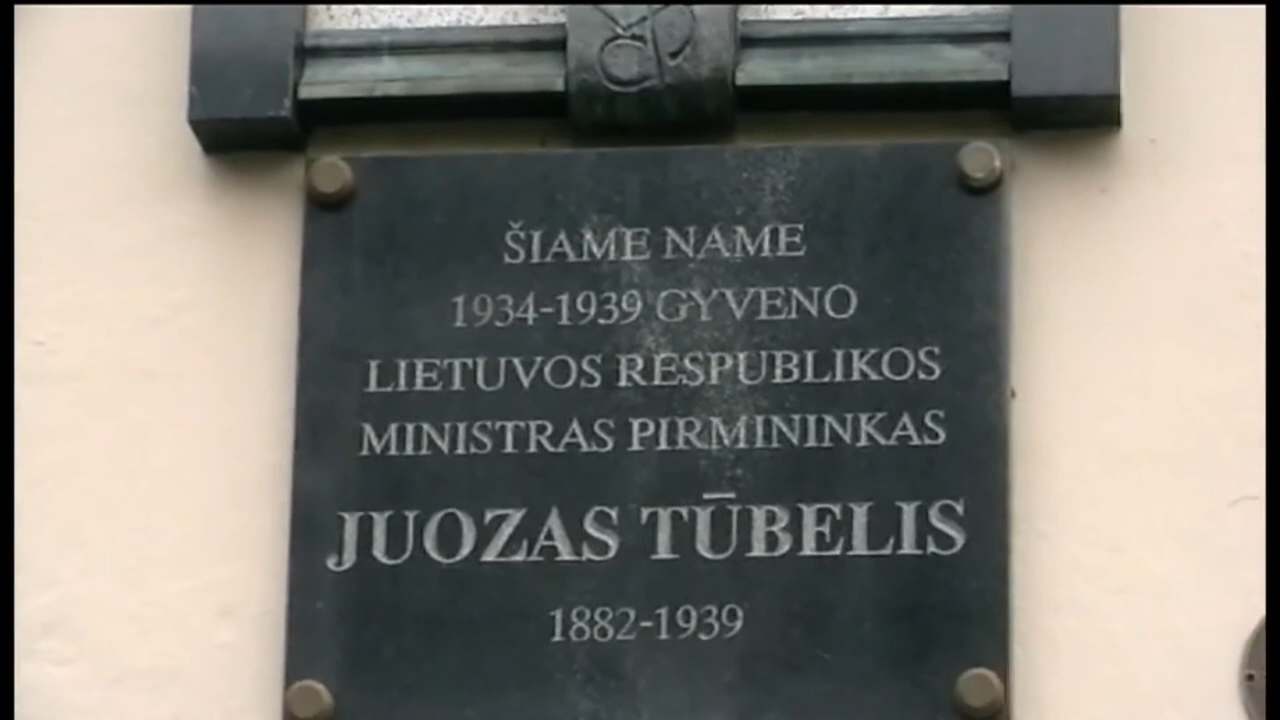 ŠIAME NAME
1934-1939 GYVENO
LIETUVOS RESPUBLIKOS
MINISTRAS PIRMININKAS
JUOZAS TŪBELIS
1882-1939